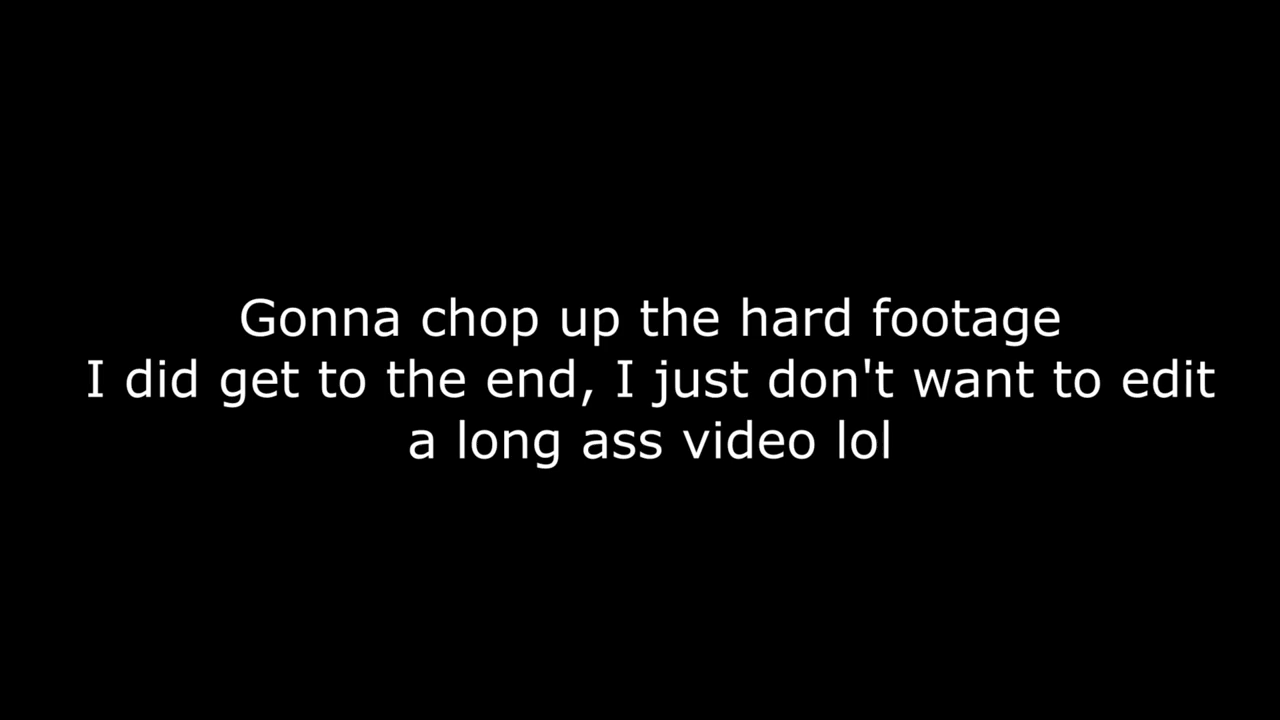 Gonna chop up the hard footage
I did get to the end, I just don't want to edit
a long ass video lol